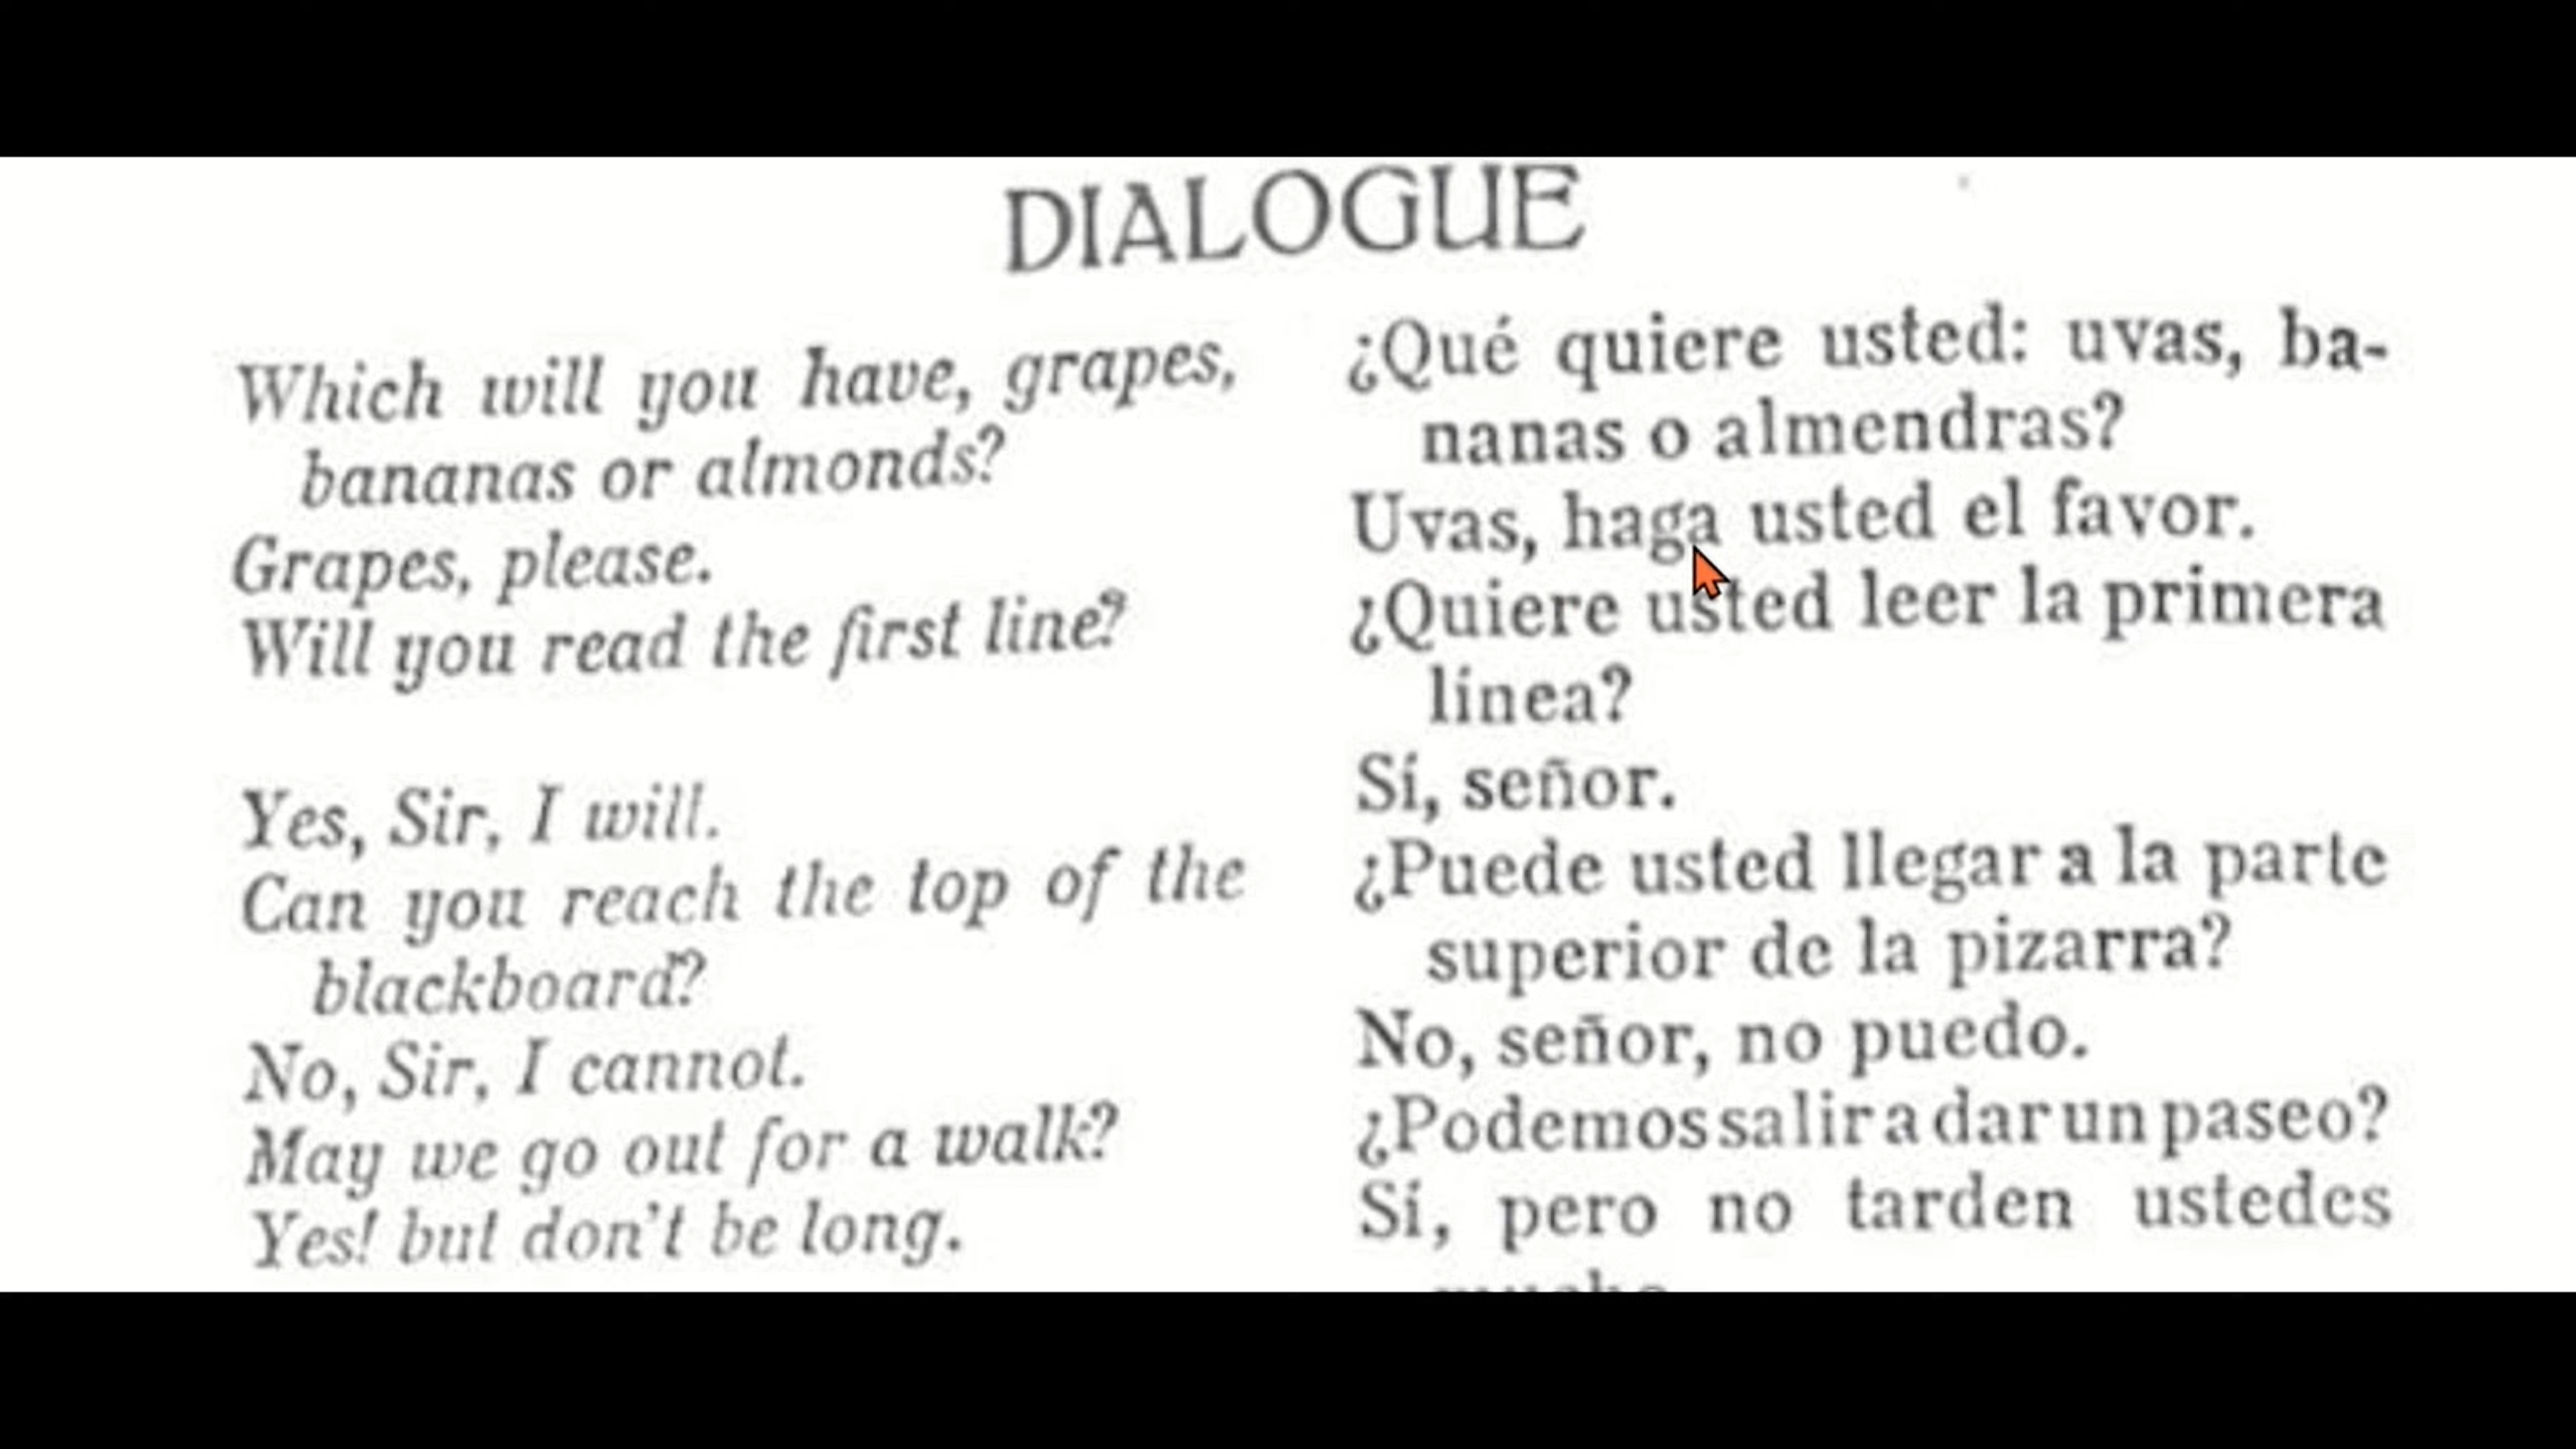 DIALOGUE
Which will you have, grapes,
bananas or almonds?
Grapes, please.
Will you read the first line?
Yes, Sir, I will.
Can you reach the top of the
blackboard?
No, Sir, I cannot.
May we go out for a walk?
Yes! but don't be long.
¿Qué quiere usted: uvas, ba-
nanas o almendras?
Uvas, haga usted el favor.
¿Quiere usted leer la primera
línea?
Sí, señor.
¿Puede usted llegar a la parte
superior de la pizarra?
No, señor, no puedo.
¿Podemos salir a dar un paseo?
Sí, pero no tarden ustedes